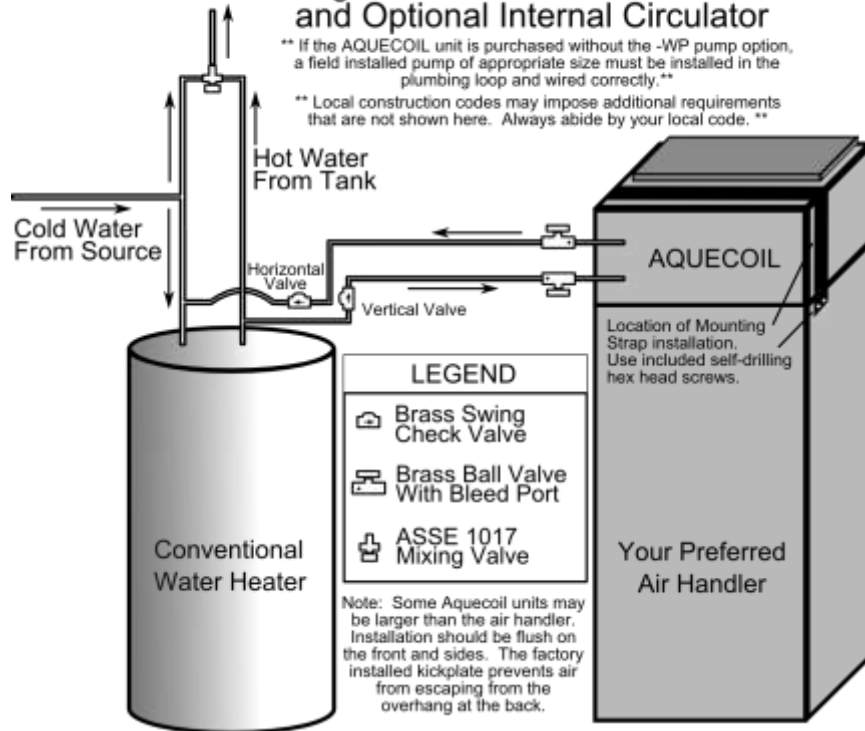 and Optional Internal Circulator
** If the AQUECOIL unit is purchased without the -WP pump option,
a field installed pump of appropriate size must be installed in the
plumbing loop and wired correctly.**
** Local construction codes may impose additional requirements
that are not shown here. Always abide by your local code. **
Hot Water
From Tank
Cold Water
From Source
Horizontal
Valve
Vertical Valve
AQUECOIL
Location of Mounting
Strap installation.
Use included self-drilling
hex head screws.
LEGEND
Brass Swing
Check Valve
Brass Ball Valve
With Bleed Port
ASSE 1017
Mixing Valve
Conventional
Water Heater
Your Preferred
Air Handler
Note: Some Aquecoil units may
be larger than the air handler.
Installation should be flush on
the front and sides. The factory
installed kickplate prevents air
from escaping from the
overhang at the back.